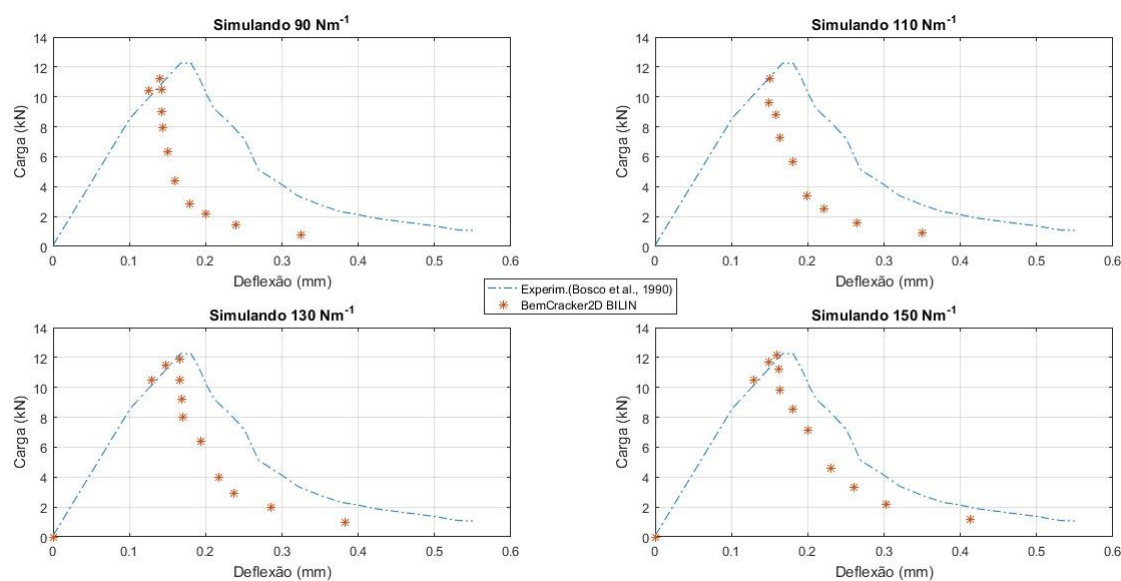 Simulando 90 Nm-1
Carga (kN)
14
12
10
8
6
4
2
0
0 0.1 0.2 0.3 0.4 0.5 0.6
Deflexão (mm)
Simulando 110 Nm-1
Carga (kN)
14
12
10
8
6
4
2
0
0 0.1 0.2 0.3 0.4 0.5 0.6
Deflexão (mm)
Experim.(Bosco et al., 1990)
BemCracker2D BILIN
Simulando 130 Nm-1
Carga (kN)
14
12
10
8
6
4
2
0
0 0.1 0.2 0.3 0.4 0.5 0.6
Deflexão (mm)
Simulando 150 Nm-1
Carga (kN)
14
12
10
8
6
4
2
0
0 0.1 0.2 0.3 0.4 0.5 0.6
Deflexão (mm)